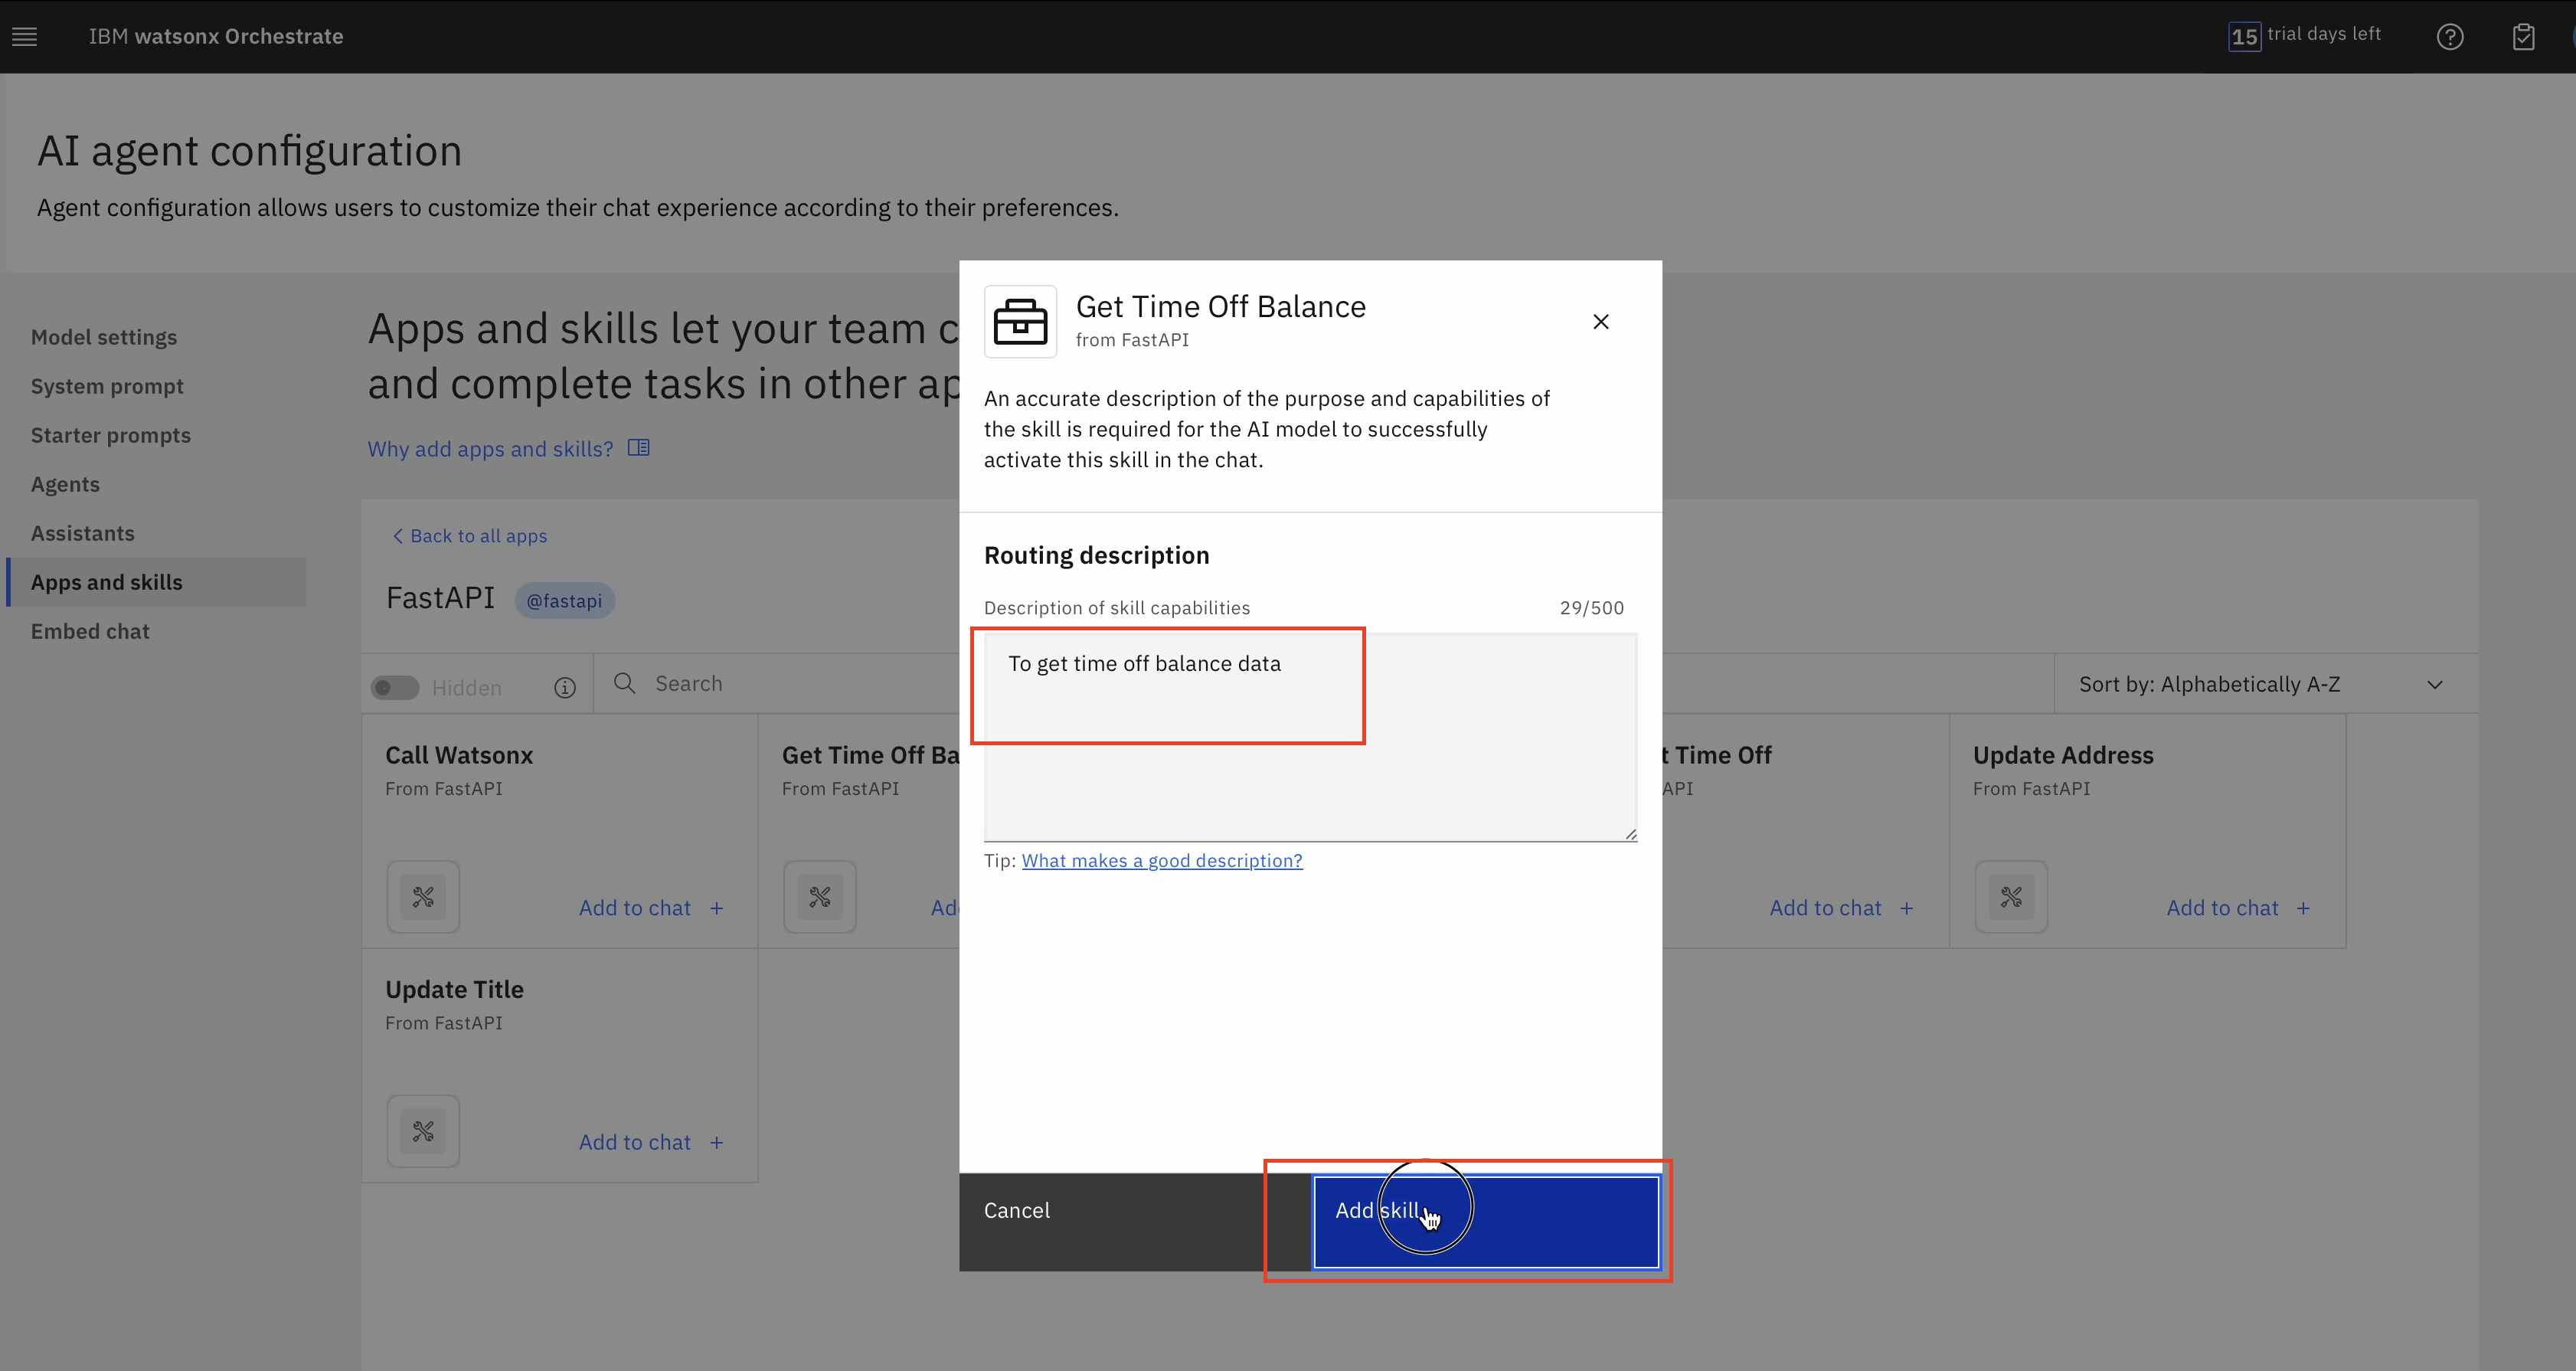 IBM watsonx Orchestrate
15 trial days left
AI agent configuration
Agent configuration allows users to customize their chat experience according to their preferences.
Model settings
System prompt
Starter prompts
Agents
Assistants
Apps and skills
Embed chat
Apps and skills let your team c
and complete tasks in other ap
Why add apps and skills?
Back to all apps
FastAPI @fastapi
Hidden
Search
Sort by: Alphabetically A-Z
Call Watsonx
From FastAPI
Add to chat +
Get Time Off Ba
From FastAPI
Ad
t Time Off
API
Add to chat +
Update Address
From FastAPI
Add to chat +
Update Title
From FastAPI
Add to chat +
Get Time Off Balance
from FastAPI
An accurate description of the purpose and capabilities of
the skill is required for the AI model to successfully
activate this skill in the chat.
Routing description
Description of skill capabilities 29/500
To get time off balance data
Tip: What makes a good description?
Cancel
Add skill